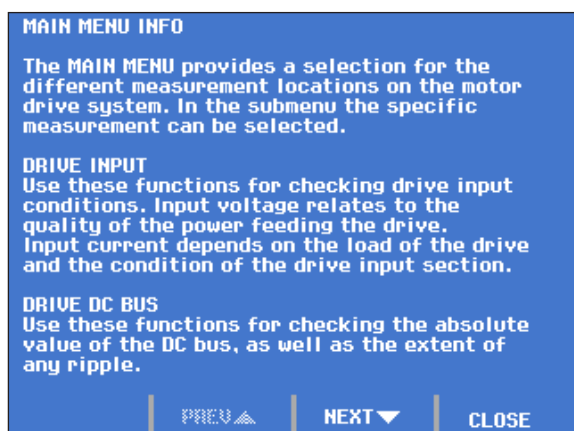 MAIN MENU INFO
The MAIN MENU provides a selection for the
different measurement locations on the motor
drive system. In the submenu the specific
measurement can be selected.
DRIVE INPUT
Use these functions for checking drive input
conditions. Input voltage relates to the
quality of the power feeding the drive.
Input current depends on the load of the drive
and the condition of the drive input section.
DRIVE DC BUS
Use these functions for checking the absolute
value of the DC bus, as well as the extent of
any ripple.
PREV▲ NEXT▼ CLOSE